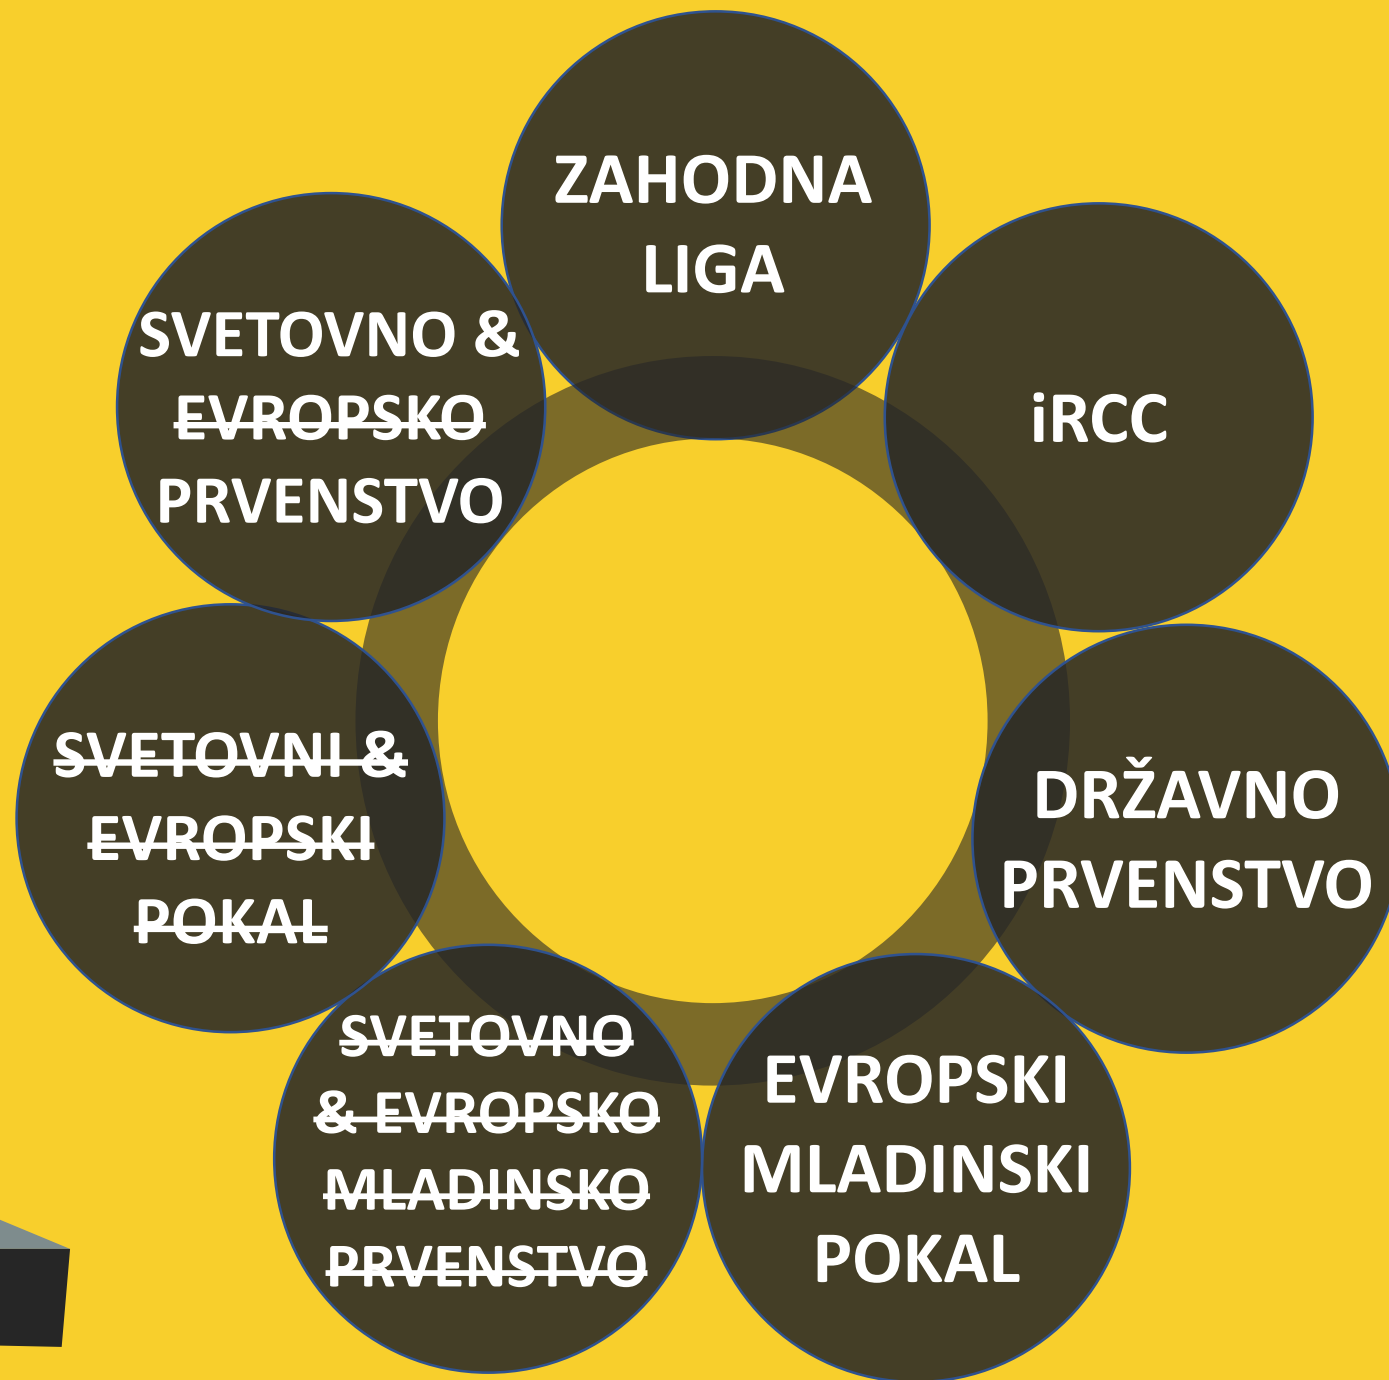 ZAHODNA
LIGA
iRCC
DRŽAVNO
PRVENSTVO
EVROPSKI
MLADINSKI
POKAL
SVETOVNO
& EVROPSKO
MLADINSKO
PRVENSTVO
SVETOVNI &
EVROPSKI
POKAL
SVETOVNO &
EVROPSKO
PRVENSTVO